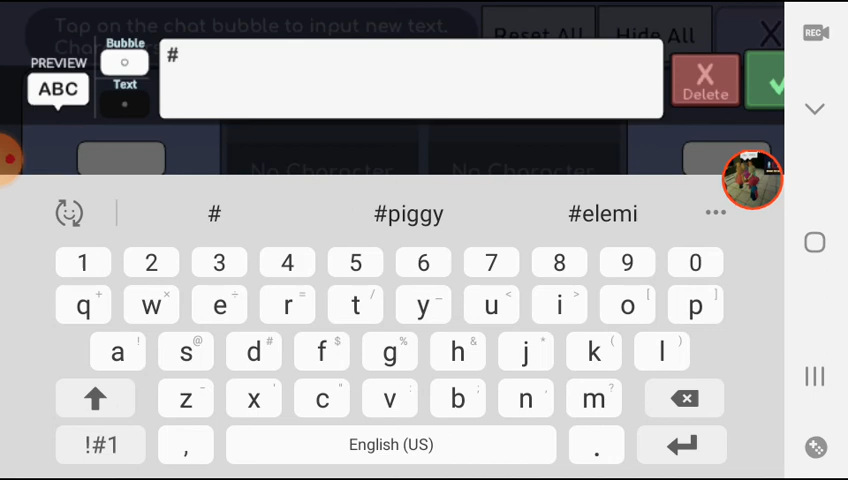 Tap on the chat bubble to input new text.
Reset All
Hide All
X
Cha
PREVIEW
ABC
Bubble
Text
#
X
Delete
No Character
No Character
REC
#
#piggy
#elemi
...
1 2 3 4 5 6 7 8 9 0
q + w × e ÷ r = t / y _ u < i > o [ p ]
a ! s @ d # f $ g % h & j * k ( l )
z - x ' c " v : b ; n , m ?
!#1 , English (US) .